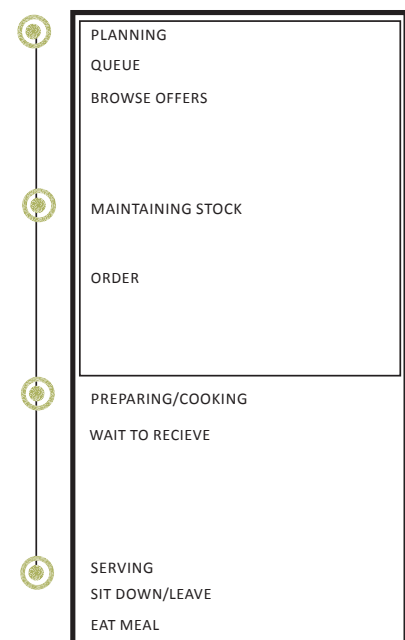 PLANNING
QUEUE
BROWSE OFFERS
MAINTAINING STOCK
ORDER
PREPARING/COOKING
WAIT TO RECIEVE
SERVING
SIT DOWN/LEAVE
EAT MEAL